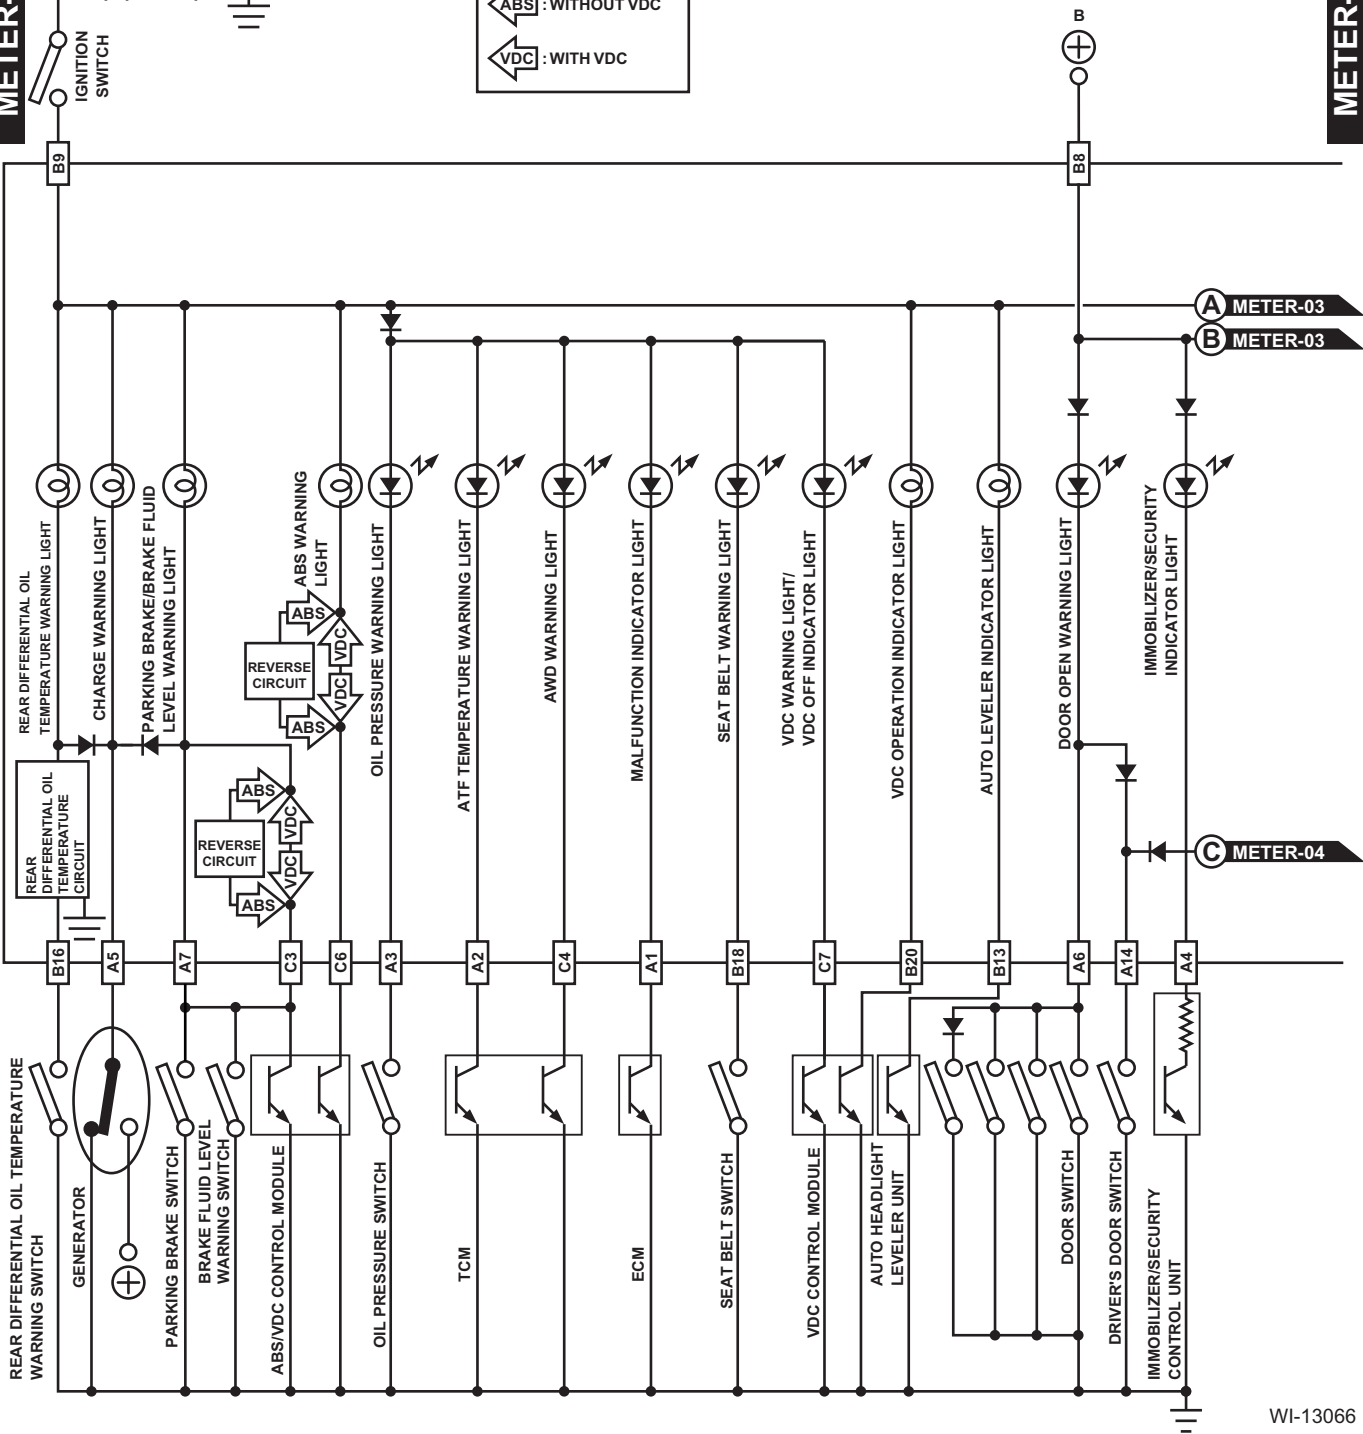 METER-
METER-
ABS : WITHOUT VDC
VDC : WITH VDC
B
IGNITION
SWITCH
B9
B8
A METER-03
B METER-03
REAR DIFFERENTIAL OIL
TEMPERATURE WARNING LIGHT
CHARGE WARNING LIGHT
PARKING BRAKE/BRAKE FLUID
LEVEL WARNING LIGHT
ABS WARNING
LIGHT
OIL PRESSURE WARNING LIGHT
ATF TEMPERATURE WARNING LIGHT
AWD WARNING LIGHT
MALFUNCTION INDICATOR LIGHT
SEAT BELT WARNING LIGHT
VDC WARNING LIGHT/
VDC OFF INDICATOR LIGHT
VDC OPERATION INDICATOR LIGHT
AUTO LEVELER INDICATOR LIGHT
DOOR OPEN WARNING LIGHT
IMMOBILIZER/SECURITY
INDICATOR LIGHT
ABS
VDC
REVERSE
CIRCUIT
VDC
ABS
ABS
VDC
REVERSE
CIRCUIT
VDC
ABS
REAR
DIFFERENTIAL OIL
TEMPERATURE
CIRCUIT
C METER-04
B16
A5
A7
C3
C6
A3
A2
C4
A1
B18
C7
B20
B13
A6
A14
A4
REAR DIFFERENTIAL OIL TEMPERATURE
WARNING SWITCH
GENERATOR
PARKING BRAKE SWITCH
BRAKE FLUID LEVEL
WARNING SWITCH
ABS/VDC CONTROL MODULE
OIL PRESSURE SWITCH
TCM
ECM
SEAT BELT SWITCH
VDC CONTROL MODULE
AUTO HEADLIGHT
LEVELER UNIT
DOOR SWITCH
DRIVER'S DOOR SWITCH
IMMOBILIZER/SECURITY
CONTROL UNIT
WI-13066